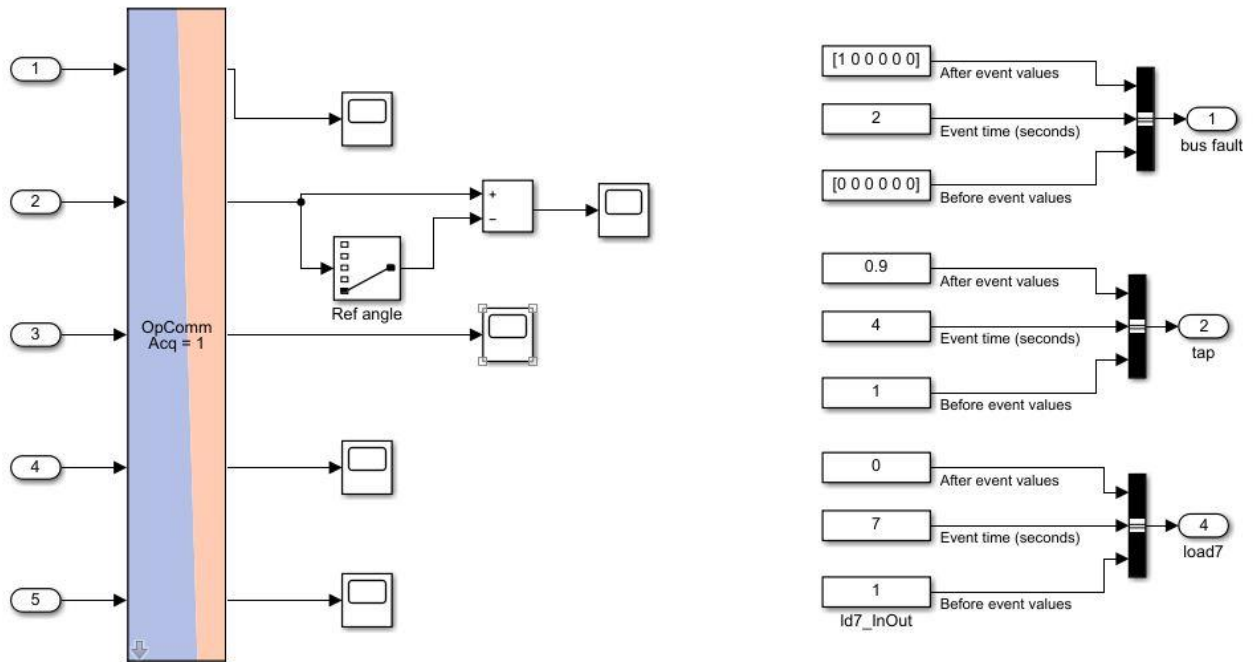 1
2
3
4
5
OpComm
Acq = 1
+
−
Ref angle
[1 0 0 0 0 0]
After event values
2
Event time (seconds)
[0 0 0 0 0 0]
Before event values
1
bus fault
0.9
After event values
4
Event time (seconds)
1
Before event values
2
tap
0
After event values
7
Event time (seconds)
1
Before event values
ld7_InOut
4
load7